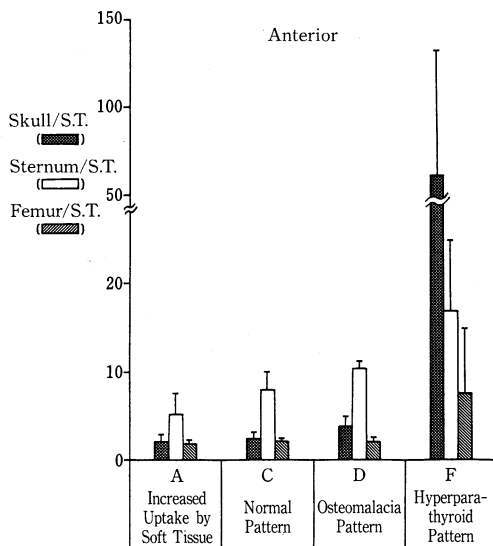 Anterior
150
100
50
20
10
0
Skull/S.T.
( )
Sternum/S.T.
( )
Femur/S.T.
( )
A
Increased
Uptake by
Soft Tissue
C
Normal
Pattern
D
Osteomalacia
Pattern
F
Hyperpara-
thyroid
Pattern